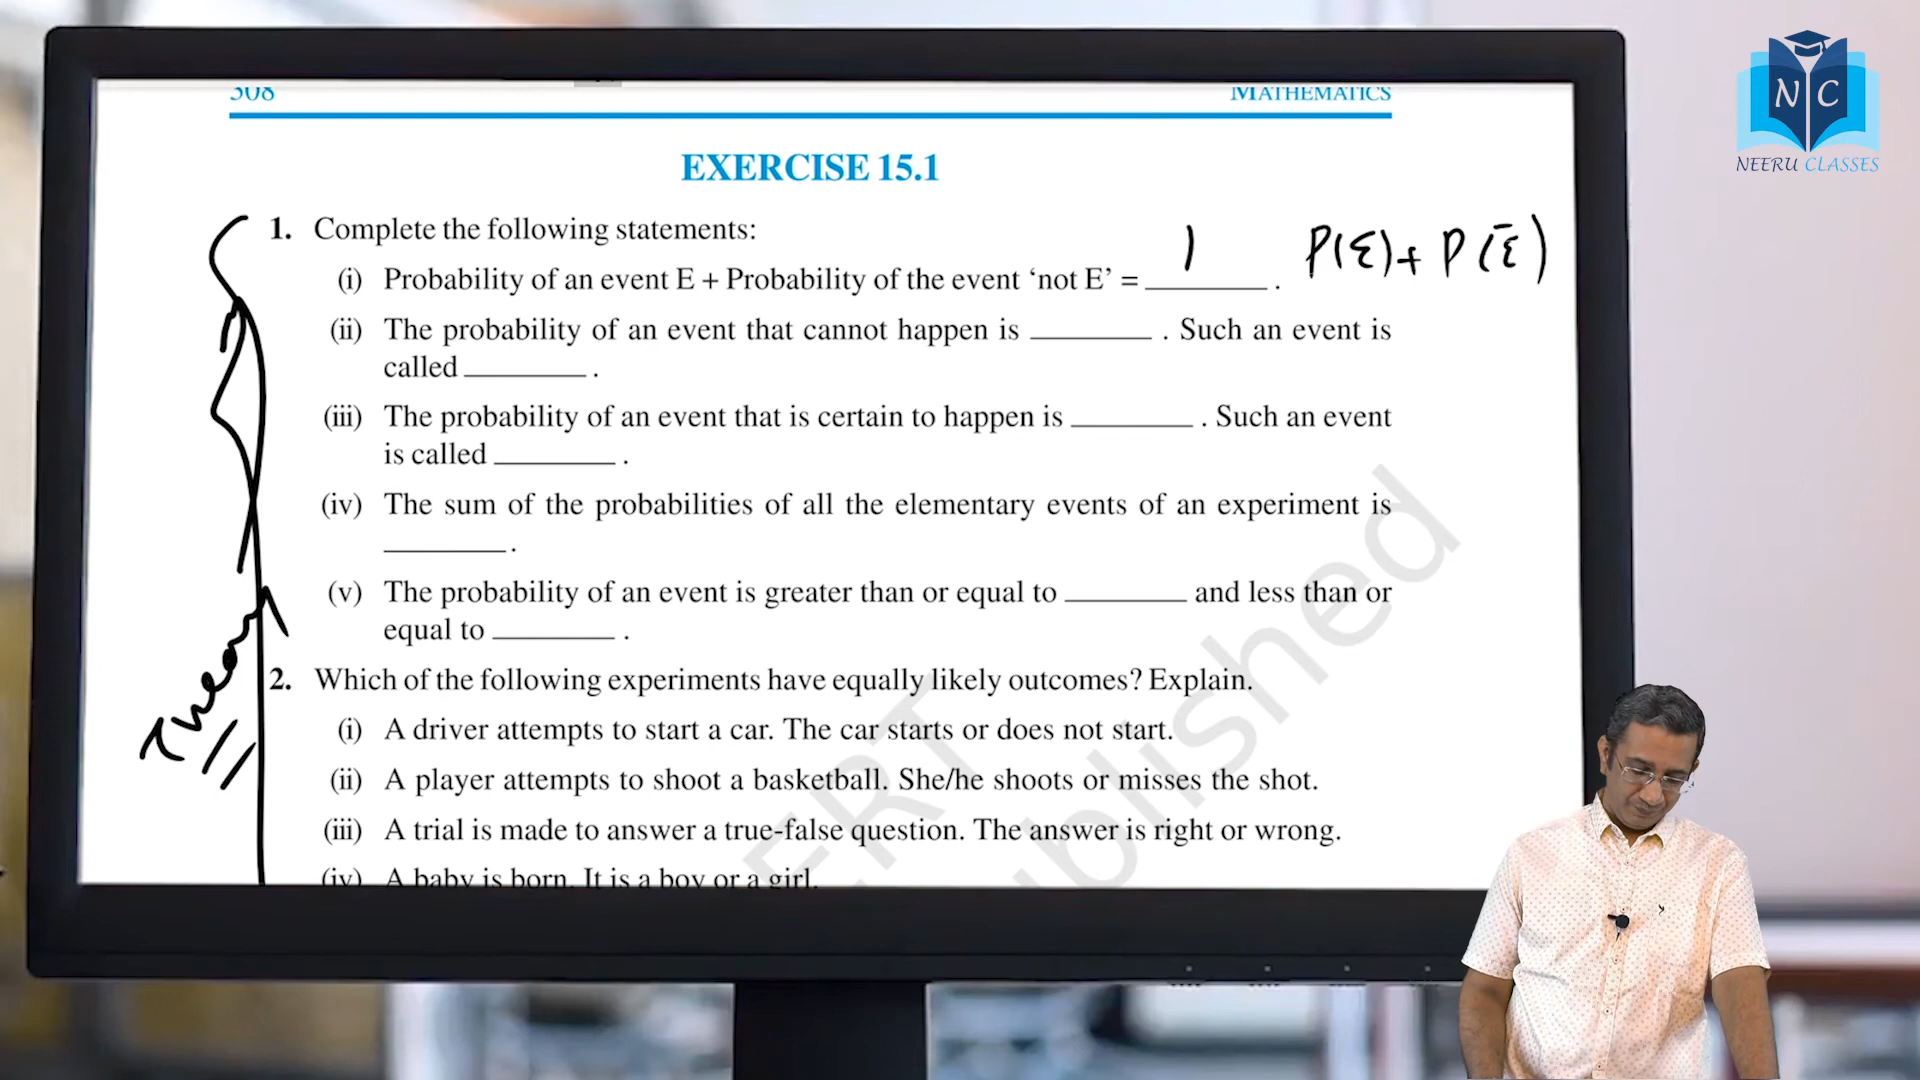 308
MATHEMATICS
N C
NEERU CLASSES
EXERCISE 15.1
1. Complete the following statements:
(i) Probability of an event E + Probability of the event ‘not E’ = 1 . P(E) + P(Ē)
(ii) The probability of an event that cannot happen is ________ . Such an event is
called ________ .
(iii) The probability of an event that is certain to happen is ________ . Such an event
is called ________ .
(iv) The sum of the probabilities of all the elementary events of an experiment is
________ .
(v) The probability of an event is greater than or equal to ________ and less than or
equal to ________ .
2. Which of the following experiments have equally likely outcomes? Explain.
(i) A driver attempts to start a car. The car starts or does not start.
(ii) A player attempts to shoot a basketball. She/he shoots or misses the shot.
(iii) A trial is made to answer a true-false question. The answer is right or wrong.
(iv) A baby is born. It is a boy or a girl.
Theory